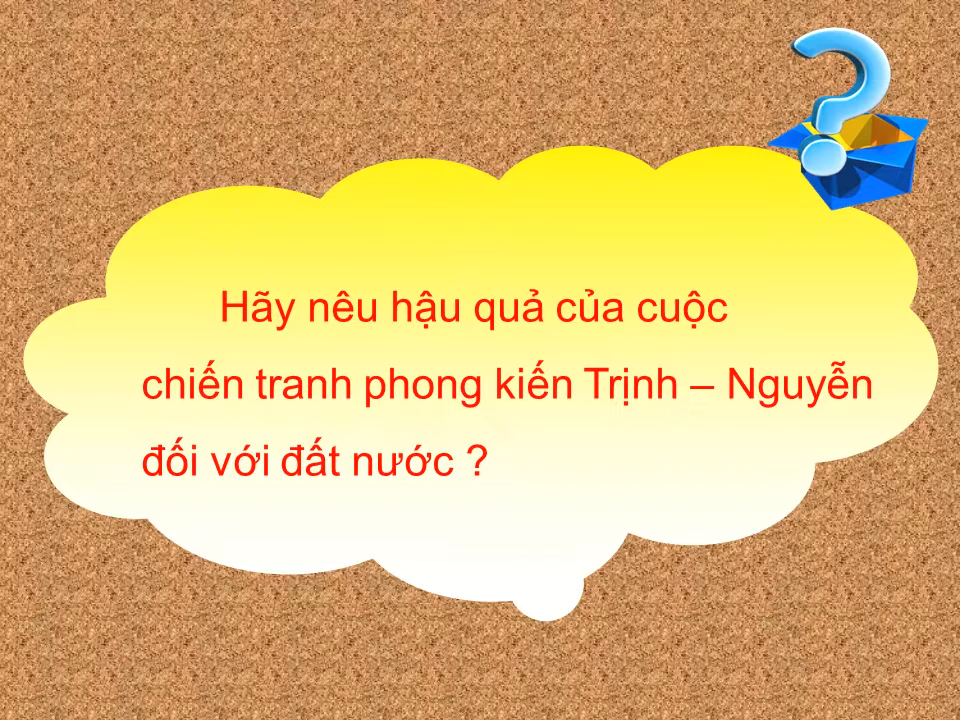 Hãy nêu hậu quả của cuộc
chiến tranh phong kiến Trịnh – Nguyễn
đối với đất nước ?